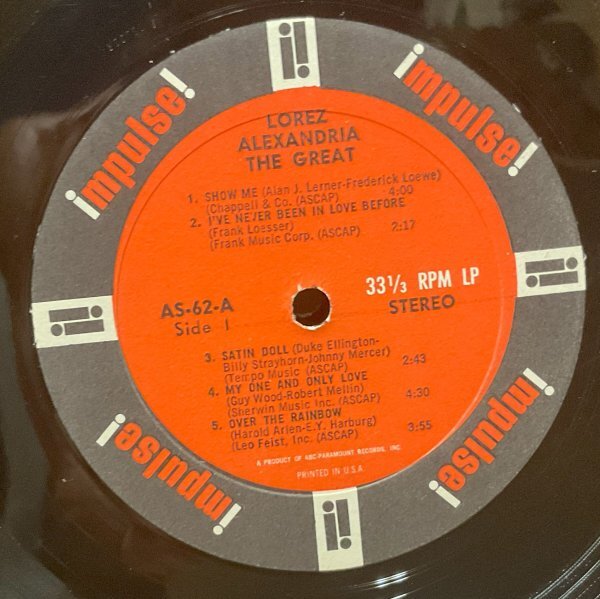 impulse!
impulse!
LOREZ
ALEXANDRIA
THE GREAT
1. SHOW ME (Alan J. Lerner-Frederick Loewe)
(Chappell & Co. (ASCAP) 4:00
2. I'VE NEVER BEEN IN LOVE BEFORE
(Frank Loesser)
(Frank Music Corp. (ASCAP) 2:17
AS-62-A
Side 1
33⅓ RPM LP
STEREO
3. SATIN DOLL (Duke Ellington-
Billy Strayhorn-Johnny Mercer)
(Tempo Music (ASCAP) 2:43
4. MY ONE AND ONLY LOVE
(Guy Wood-Robert Mellin)
(Sherwin Music Inc. (ASCAP) 4:30
5. OVER THE RAINBOW
(Harold Arlen-E.Y. Harburg)
(Leo Feist, Inc. (ASCAP) 3:55
A PRODUCT OF ABC-PARAMOUNT RECORDS, INC.
PRINTED IN U.S.A.
impulse!
impulse!